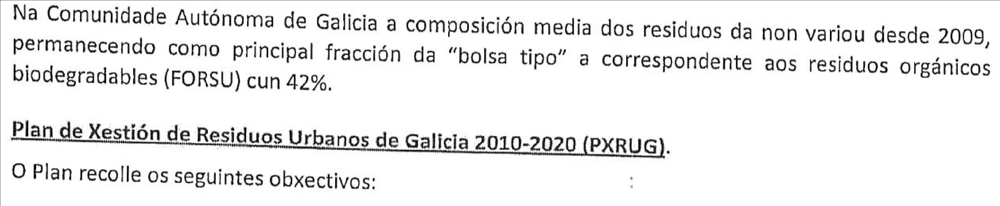 Na Comunidade Autónoma de Galicia a composición media dos residuos da non variou desde 2009,
permanecendo como principal fracción da “bolsa tipo” a correspondente aos residuos orgánicos
biodegradables (FORSU) cun 42%.
Plan de Xestión de Residuos Urbanos de Galicia 2010-2020 (PXRUG).
O Plan recolle os seguintes obxectivos: